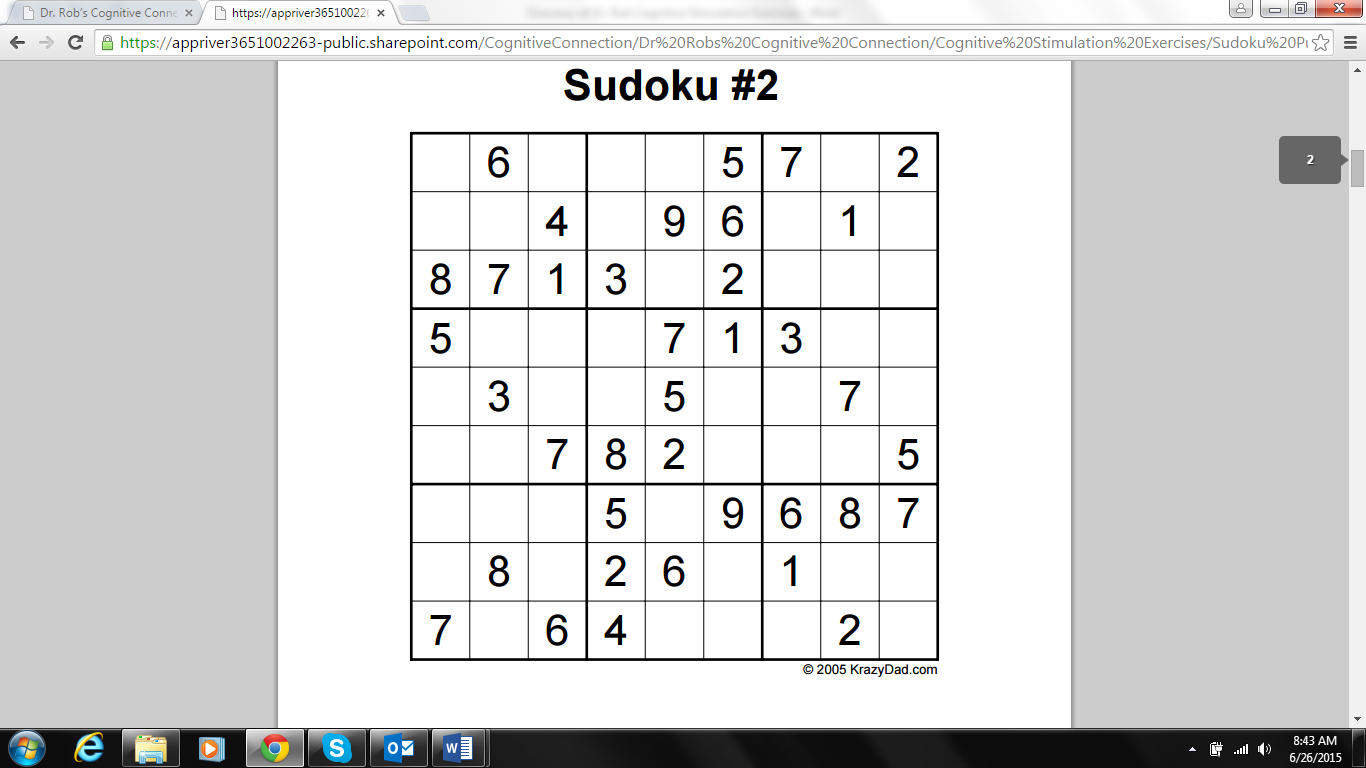 Dr. Rob's Cognitive Conne
https://appriver365100226
https://appriver3651002263-public.sharepoint.com/CognitiveConnection/Dr%20Robs%20Cognitive%20Connection/Cognitive%20Stimulation%20Exercises/Sudoku%20Pu
Sudoku #2
2
6 5 7 2
4 9 6 1
8 7 1 3 2
5 7 1 3
3 5 7
7 8 2 5
5 9 6 8 7
8 2 6 1
7 6 4 2
© 2005 KrazyDad.com
8:43 AM
6/26/2015